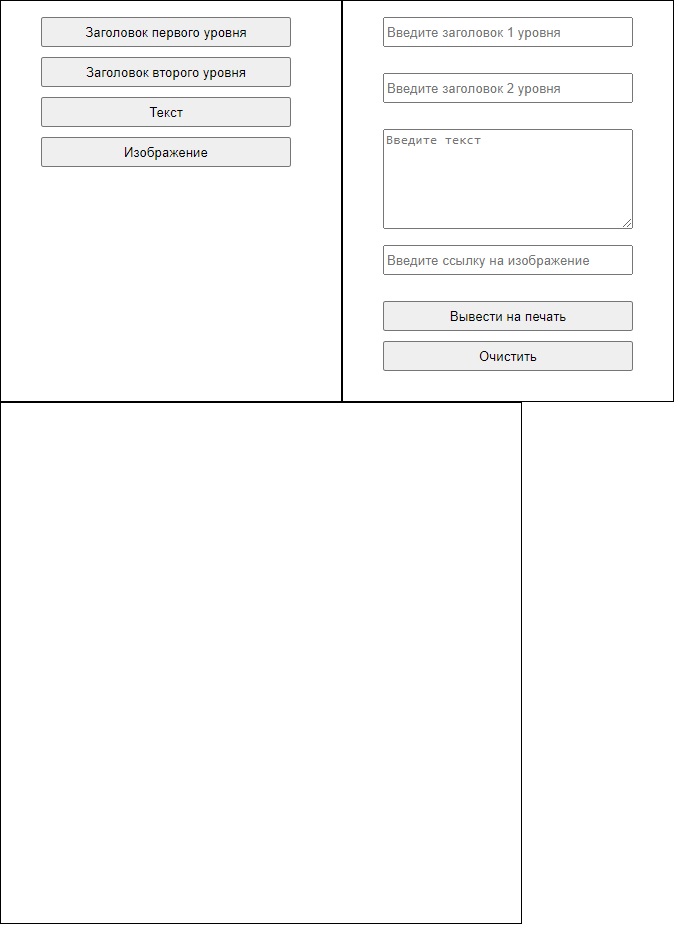 Заголовок первого уровня
Заголовок второго уровня
Текст
Изображение
Введите заголовок 1 уровня
Введите заголовок 2 уровня
Введите текст
Введите ссылку на изображение
Вывести на печать
Очистить